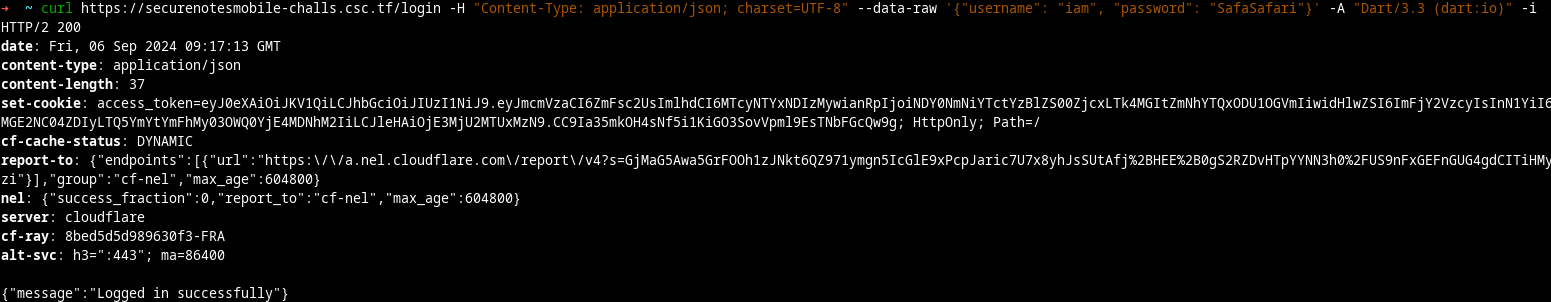 → ~ curl https://securenotesmobile-challs.csc.tf/login -H "Content-Type: application/json; charset=UTF-8" --data-raw '{"username": "iam", "password": "SafaSafari"}' -A "Dart/3.3 (dart:io)" -i
HTTP/2 200
date: Fri, 06 Sep 2024 09:17:13 GMT
content-type: application/json
content-length: 37
set-cookie: access_token=eyJ0eXAiOiJKV1QiLCJhbGciOiJIUzI1NiJ9.eyJmcmVzaCI6ZmFsc2UsImlhdCI6MTcyNTYxNDIzMywianRpIjoiNDY0NmNiYTctYzBlZS00ZjcxLTk4MGItZmNhYTQxODU1OGVmIiwidHlwZSI6ImFjY2VzcyIsInN1YiI6
MGE2NC04ZDIyLTQ5YmYtYmFhMy03OWQ0YjE4MDNhM2IiLCJleHAiOjE3MjU2MTUxMzN9.CC9Ia35mkOH4sNf5i1KiGO3SovVpml9EsTNbFGcQw9g; HttpOnly; Path=/
cf-cache-status: DYNAMIC
report-to: {"endpoints":[{"url":"https:\/\/a.nel.cloudflare.com\/report\/v4?s=GjMaG5Awa5GrFOOh1zJNkt6QZ971ymgn5IcGlE9xPcpJaric7U7x8yhJsSUtAfj%2BHEE%2B0gS2RZDvHTpYYNN3h0%2FUS9nFxGEFnGUG4gdCITiHMy
zi"}],"group":"cf-nel","max_age":604800}
nel: {"success_fraction":0,"report_to":"cf-nel","max_age":604800}
server: cloudflare
cf-ray: 8bed5d5d989630f3-FRA
alt-svc: h3=":443"; ma=86400
{"message":"Logged in successfully"}